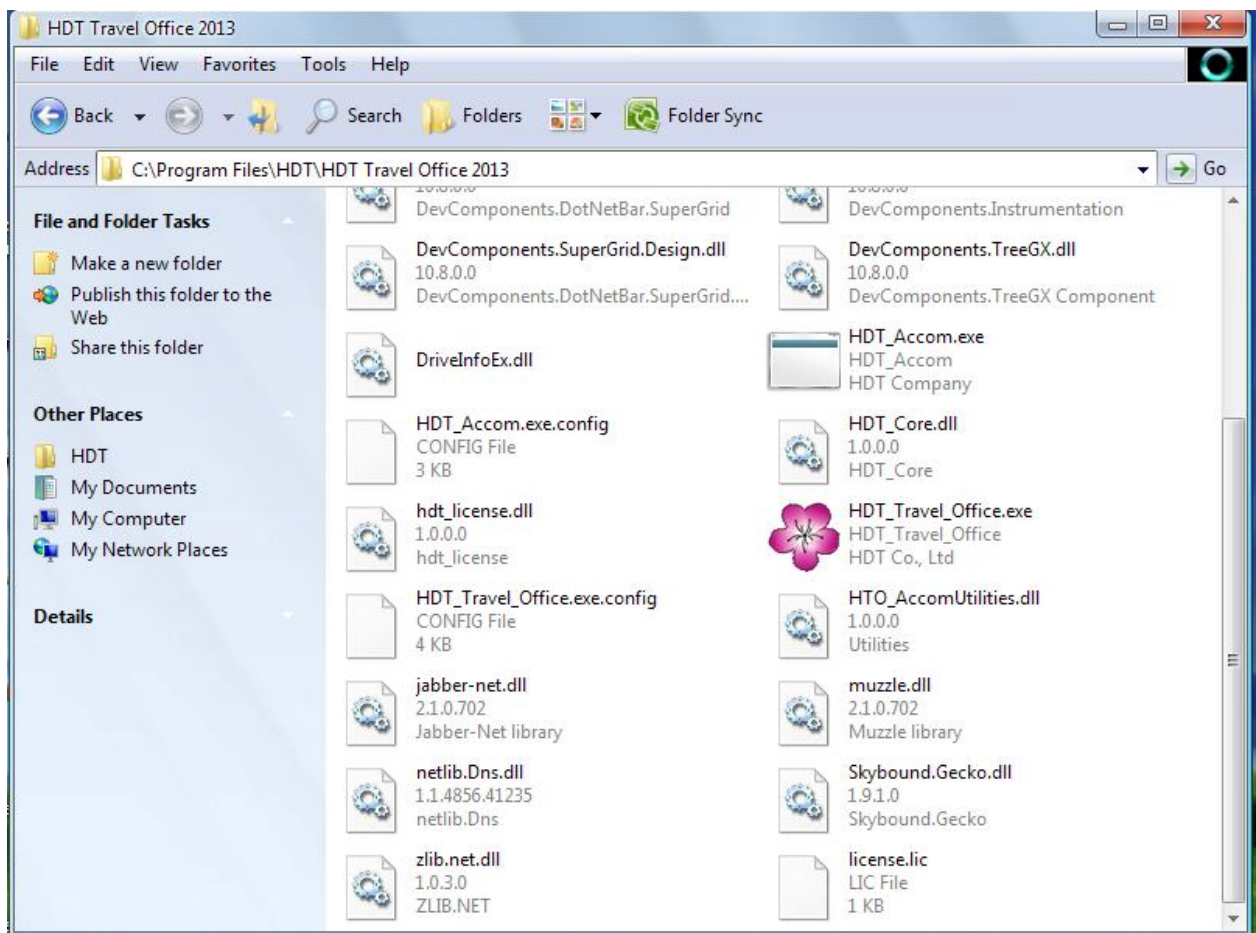 HDT Travel Office 2013
File Edit View Favorites Tools Help
Back Search Folders Folder Sync
Address C:\Program Files\HDT\HDT Travel Office 2013 Go
File and Folder Tasks
Make a new folder
Publish this folder to the
Web
Share this folder
Other Places
HDT
My Documents
My Computer
My Network Places
Details
10.8.0.0
DevComponents.DotNetBar.SuperGrid
10.8.0.0
DevComponents.Instrumentation
DevComponents.SuperGrid.Design.dll
10.8.0.0
DevComponents.DotNetBar.SuperGrid....
DevComponents.TreeGX.dll
10.8.0.0
DevComponents.TreeGX Component
DriveInfoEx.dll
HDT_Accom.exe
HDT_Accom
HDT Company
HDT_Accom.exe.config
CONFIG File
3 KB
HDT_Core.dll
1.0.0.0
HDT_Core
hdt_license.dll
1.0.0.0
hdt_license
HDT_Travel_Office.exe
HDT_Travel_Office
HDT Co., Ltd
HDT_Travel_Office.exe.config
CONFIG File
4 KB
HTO_AccomUtilities.dll
1.0.0.0
Utilities
jabber-net.dll
2.1.0.702
Jabber-Net library
muzzle.dll
2.1.0.702
Muzzle library
netlib.Dns.dll
1.1.4856.41235
netlib.Dns
Skybound.Gecko.dll
1.9.1.0
Skybound.Gecko
zlib.net.dll
1.0.3.0
ZLIB.NET
license.lic
LIC File
1 KB